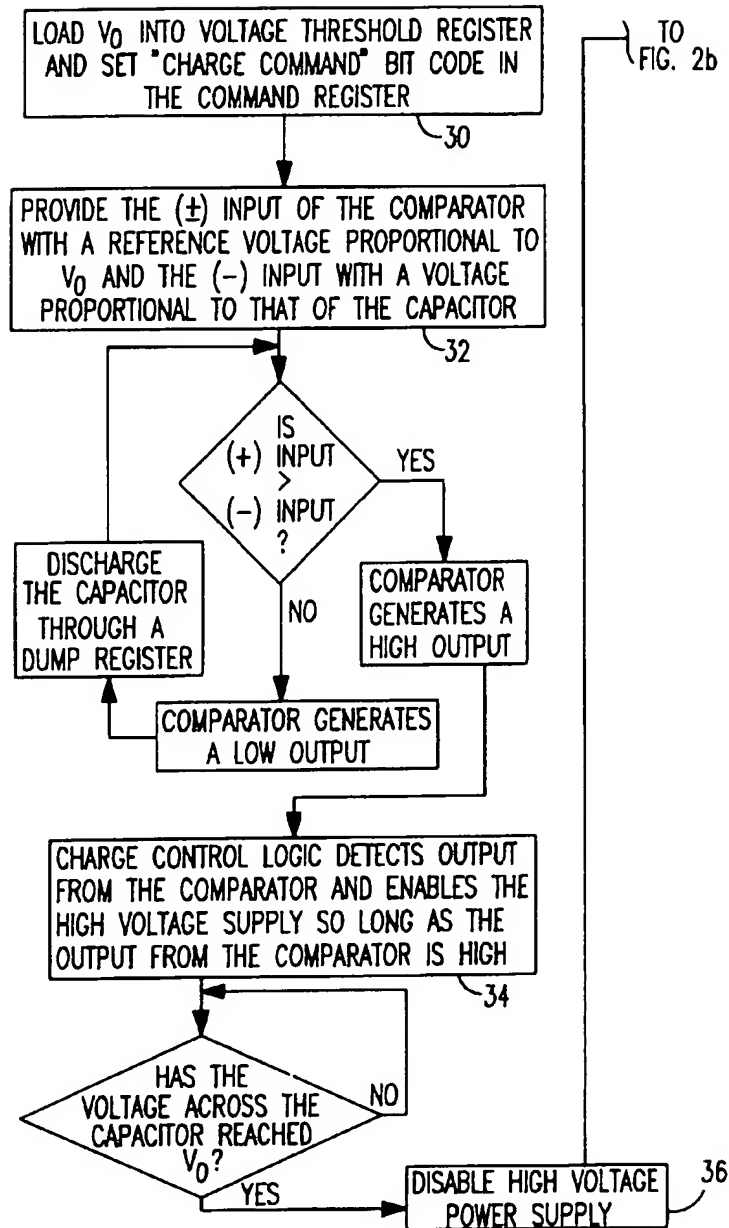 LOAD V0 INTO VOLTAGE THRESHOLD REGISTER
AND SET "CHARGE COMMAND" BIT CODE IN
THE COMMAND REGISTER
30
TO
FIG. 2b
PROVIDE THE (±) INPUT OF THE COMPARATOR
WITH A REFERENCE VOLTAGE PROPORTIONAL TO
V0 AND THE (-) INPUT WITH A VOLTAGE
PROPORTIONAL TO THAT OF THE CAPACITOR
32
IS
(+) INPUT
>
(-) INPUT
?
YES
NO
DISCHARGE
THE CAPACITOR
THROUGH A
DUMP REGISTER
COMPARATOR
GENERATES A
HIGH OUTPUT
COMPARATOR GENERATES
A LOW OUTPUT
CHARGE CONTROL LOGIC DETECTS OUTPUT
FROM THE COMPARATOR AND ENABLES THE
HIGH VOLTAGE SUPPLY SO LONG AS THE
OUTPUT FROM THE COMPARATOR IS HIGH
34
HAS THE
VOLTAGE ACROSS THE
CAPACITOR REACHED
V0?
NO
YES
DISABLE HIGH VOLTAGE
POWER SUPPLY
36